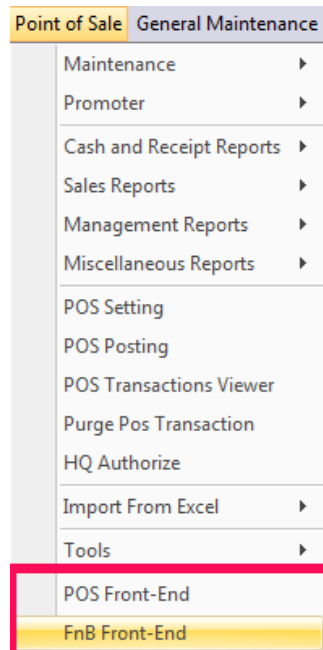 Point of Sale General Maintenance
Maintenance
Promoter
Cash and Receipt Reports
Sales Reports
Management Reports
Miscellaneous Reports
POS Setting
POS Posting
POS Transactions Viewer
Purge Pos Transaction
HQ Authorize
Import From Excel
Tools
POS Front-End
FnB Front-End